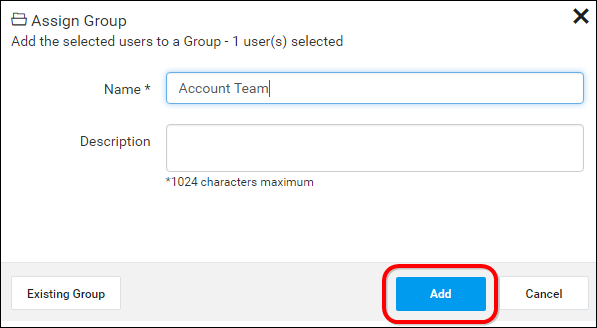 Assign Group
Add the selected users to a Group - 1 user(s) selected
Name * Account Team
Description
*1024 characters maximum
Existing Group Add Cancel